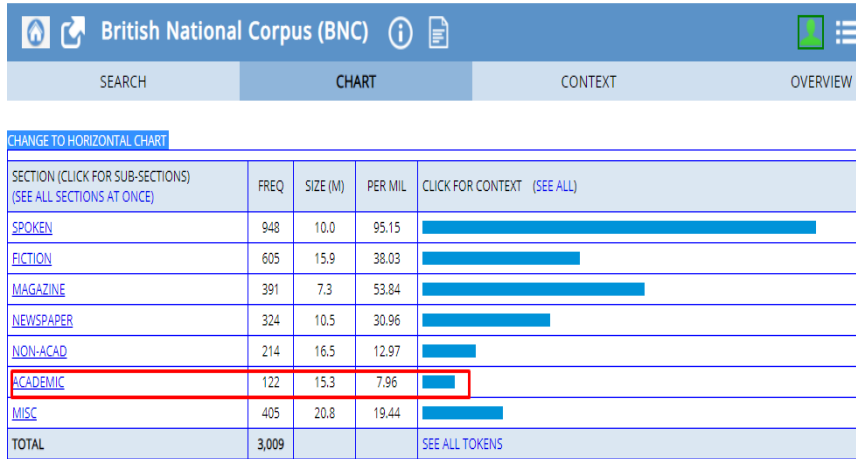 British National Corpus (BNC)
SEARCH CHART CONTEXT OVERVIEW
CHANGE TO HORIZONTAL CHART
SECTION (CLICK FOR SUB-SECTIONS) FREQ SIZE (M) PER MIL CLICK FOR CONTEXT (SEE ALL)
(SEE ALL SECTIONS AT ONCE)
SPOKEN 948 10.0 95.15
FICTION 605 15.9 38.03
MAGAZINE 391 7.3 53.84
NEWSPAPER 324 10.5 30.96
NON-ACAD 214 16.5 12.97
ACADEMIC 122 15.3 7.96
MISC 405 20.8 19.44
TOTAL 3,009 SEE ALL TOKENS